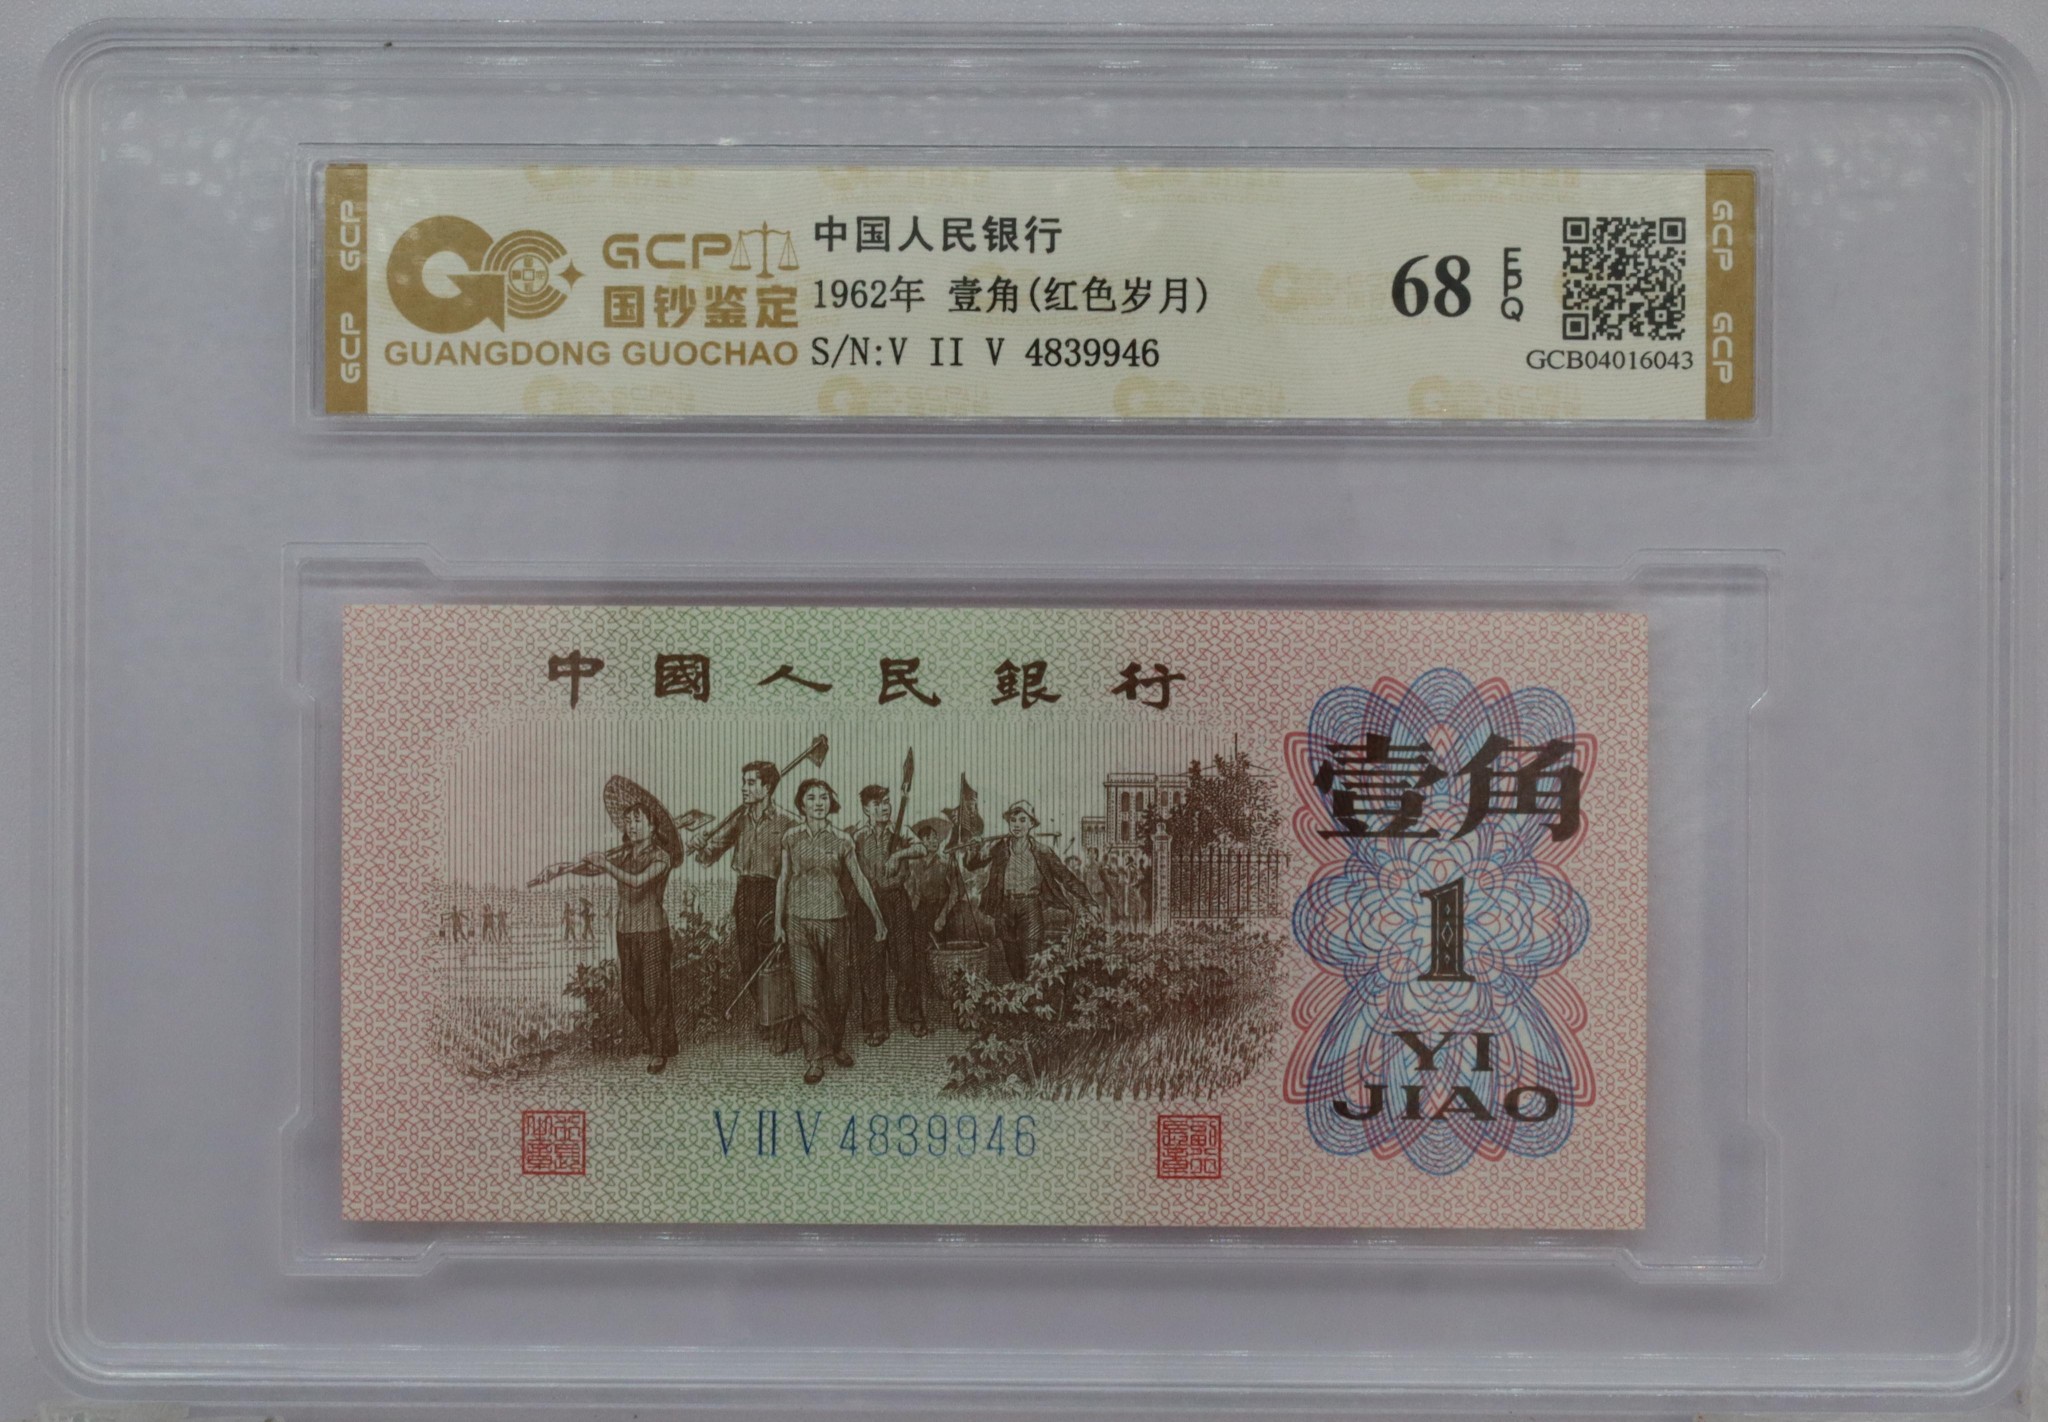 GCP
GCP
GCP
国钞鉴定
GUANGDONG GUOCHAO
中国人民银行
1962年 壹角(红色岁月)
S/N:V II V 4839946
68
EPQ
GCB04016043
GCP
GCP
中國人民銀行
壹角
1
YI
JIAO
V II V 4839946